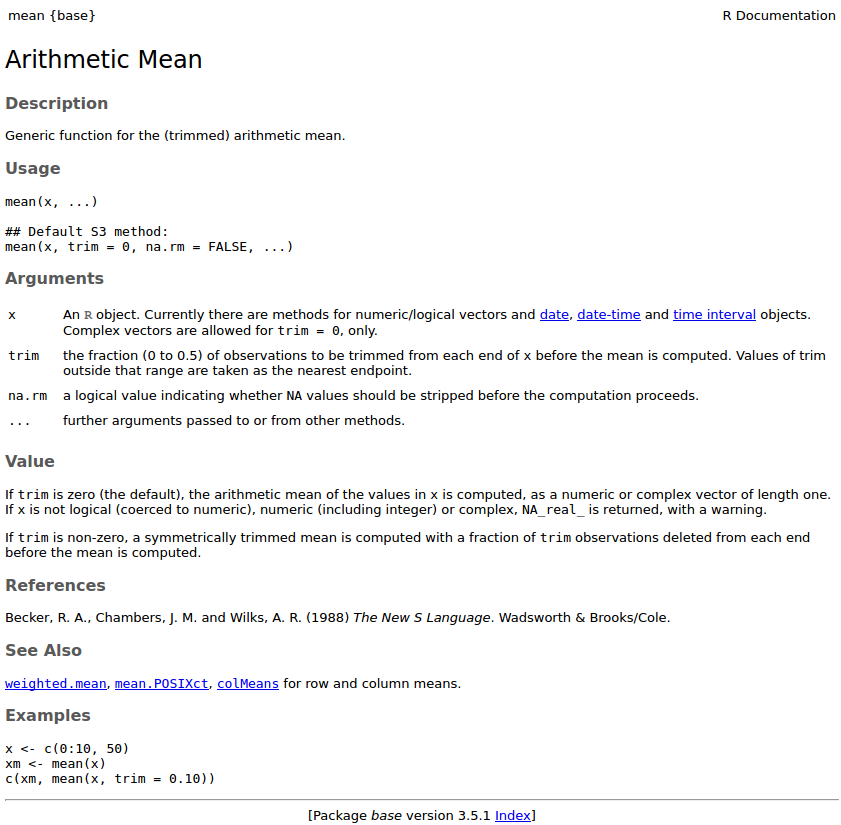 mean {base}
R Documentation
Arithmetic Mean
Description
Generic function for the (trimmed) arithmetic mean.
Usage
mean(x, ...)
## Default S3 method:
mean(x, trim = 0, na.rm = FALSE, ...)
Arguments
x An R object. Currently there are methods for numeric/logical vectors and date, date-time and time interval objects.
Complex vectors are allowed for trim = 0, only.
trim the fraction (0 to 0.5) of observations to be trimmed from each end of x before the mean is computed. Values of trim
outside that range are taken as the nearest endpoint.
na.rm a logical value indicating whether NA values should be stripped before the computation proceeds.
... further arguments passed to or from other methods.
Value
If trim is zero (the default), the arithmetic mean of the values in x is computed, as a numeric or complex vector of length one.
If x is not logical (coerced to numeric), numeric (including integer) or complex, NA_real_ is returned, with a warning.
If trim is non-zero, a symmetrically trimmed mean is computed with a fraction of trim observations deleted from each end
before the mean is computed.
References
Becker, R. A., Chambers, J. M. and Wilks, A. R. (1988) The New S Language. Wadsworth & Brooks/Cole.
See Also
weighted.mean, mean.POSIXct, colMeans for row and column means.
Examples
x <- c(0:10, 50)
xm <- mean(x)
c(xm, mean(x, trim = 0.10))
[Package base version 3.5.1 Index]